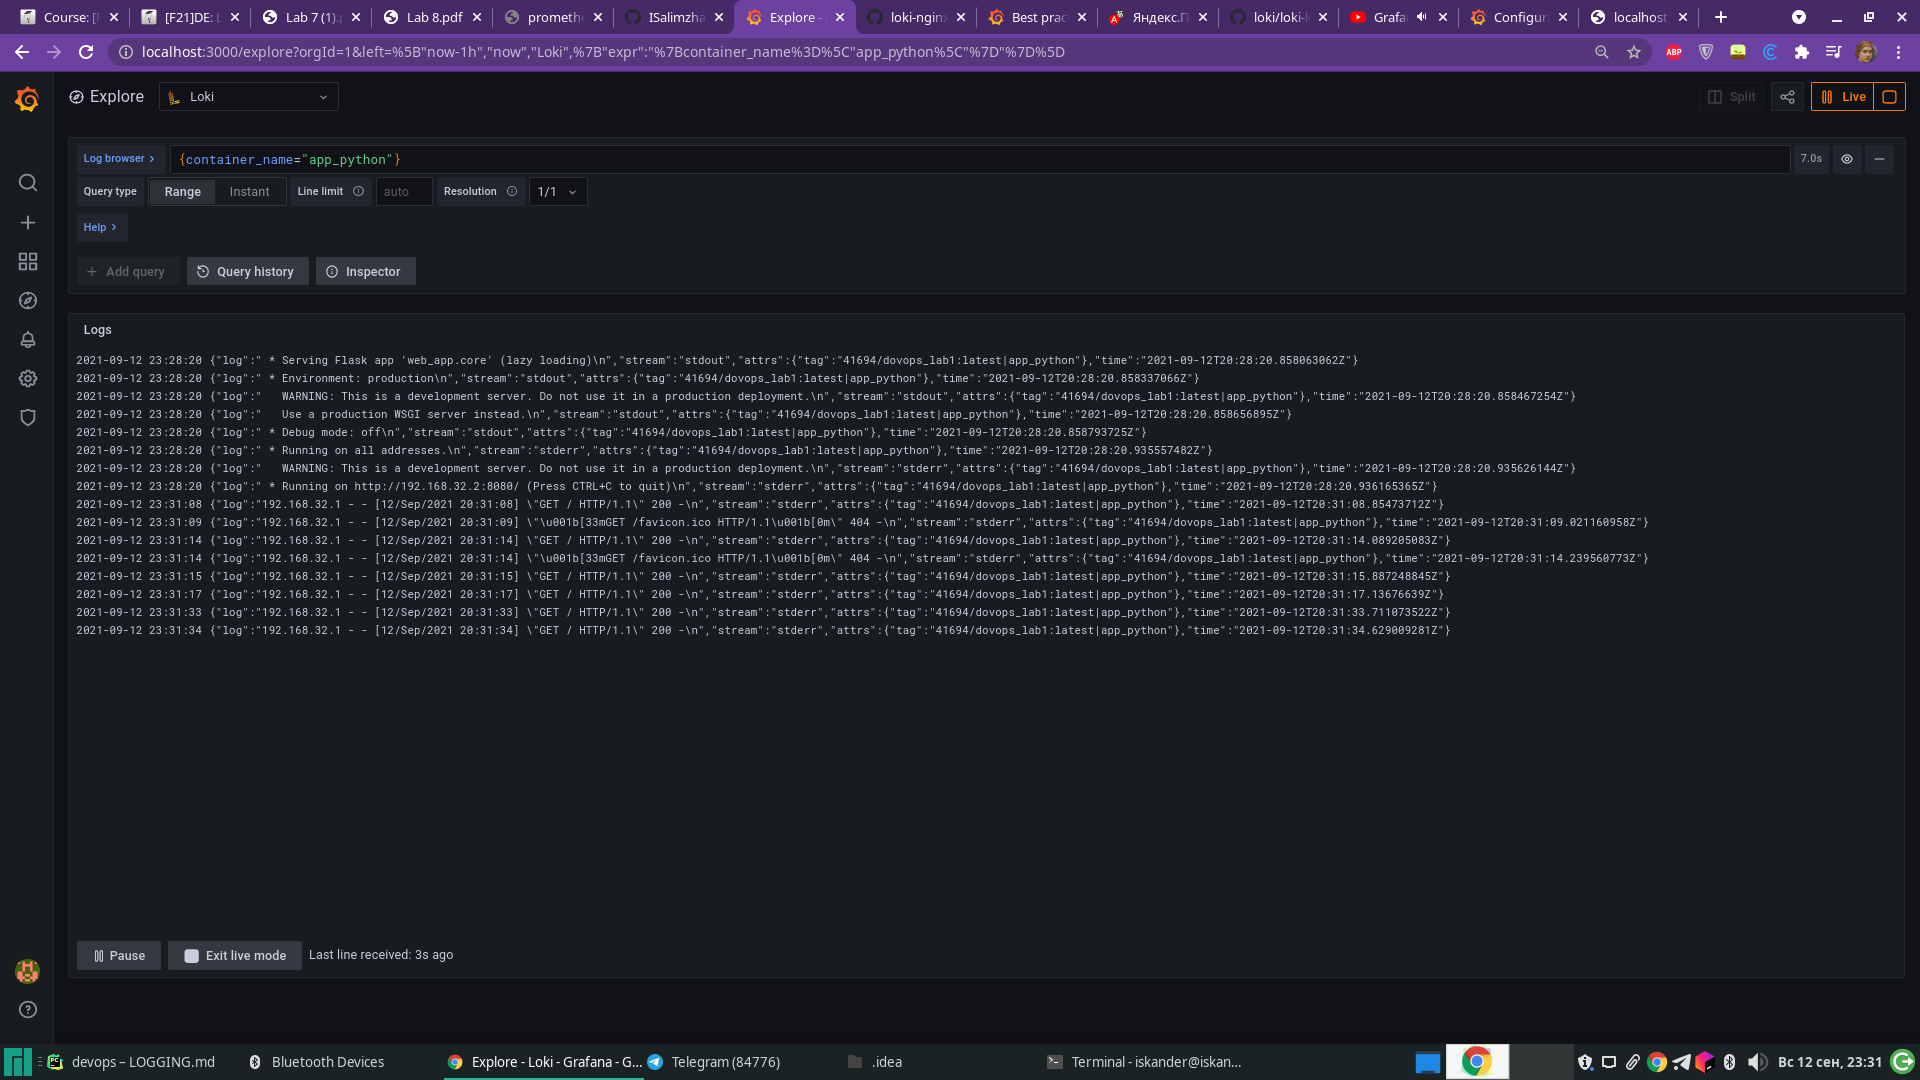 Course: [F
[F21]DE: L
Lab 7 (1).p
Lab 8.pdf
promethe
ISalimzha
Explore -
loki-nginx
Best prac
Яндекс.П
loki/loki-l
Grafa
Configur
localhost
localhost:3000/explore?orgId=1&left=%5B"now-1h","now","Loki",%7B"expr":"%7Bcontainer_name%3D%5C"app_python%5C"%7D"%7D%5D
ABP
Explore
Loki
Split
Live
Log browser
{container_name="app_python"}
7.0s
Query type
Range
Instant
Line limit
auto
Resolution
1/1
Help
+ Add query
Query history
Inspector
Logs
2021-09-12 23:28:20 {"log":" * Serving Flask app 'web_app.core' (lazy loading)\n","stream":"stdout","attrs":{"tag":"41694/dovops_lab1:latest|app_python"},"time":"2021-09-12T20:28:20.858063062Z"}
2021-09-12 23:28:20 {"log":" * Environment: production\n","stream":"stdout","attrs":{"tag":"41694/dovops_lab1:latest|app_python"},"time":"2021-09-12T20:28:20.858337066Z"}
2021-09-12 23:28:20 {"log":"   WARNING: This is a development server. Do not use it in a production deployment.\n","stream":"stdout","attrs":{"tag":"41694/dovops_lab1:latest|app_python"},"time":"2021-09-12T20:28:20.858467254Z"}
2021-09-12 23:28:20 {"log":"   Use a production WSGI server instead.\n","stream":"stdout","attrs":{"tag":"41694/dovops_lab1:latest|app_python"},"time":"2021-09-12T20:28:20.858656895Z"}
2021-09-12 23:28:20 {"log":" * Debug mode: off\n","stream":"stdout","attrs":{"tag":"41694/dovops_lab1:latest|app_python"},"time":"2021-09-12T20:28:20.858793725Z"}
2021-09-12 23:28:20 {"log":" * Running on all addresses.\n","stream":"stderr","attrs":{"tag":"41694/dovops_lab1:latest|app_python"},"time":"2021-09-12T20:28:20.935557482Z"}
2021-09-12 23:28:20 {"log":"   WARNING: This is a development server. Do not use it in a production deployment.\n","stream":"stderr","attrs":{"tag":"41694/dovops_lab1:latest|app_python"},"time":"2021-09-12T20:28:20.935626144Z"}
2021-09-12 23:28:20 {"log":" * Running on http://192.168.32.2:8080/ (Press CTRL+C to quit)\n","stream":"stderr","attrs":{"tag":"41694/dovops_lab1:latest|app_python"},"time":"2021-09-12T20:28:20.936165365Z"}
2021-09-12 23:31:08 {"log":"192.168.32.1 - - [12/Sep/2021 20:31:08] \"GET / HTTP/1.1\" 200 -\n","stream":"stderr","attrs":{"tag":"41694/dovops_lab1:latest|app_python"},"time":"2021-09-12T20:31:08.85473712Z"}
2021-09-12 23:31:09 {"log":"192.168.32.1 - - [12/Sep/2021 20:31:09] \"\u001b[33mGET /favicon.ico HTTP/1.1\u001b[0m\" 404 -\n","stream":"stderr","attrs":{"tag":"41694/dovops_lab1:latest|app_python"},"time":"2021-09-12T20:31:09.021160958Z"}
2021-09-12 23:31:14 {"log":"192.168.32.1 - - [12/Sep/2021 20:31:14] \"GET / HTTP/1.1\" 200 -\n","stream":"stderr","attrs":{"tag":"41694/dovops_lab1:latest|app_python"},"time":"2021-09-12T20:31:14.089205083Z"}
2021-09-12 23:31:14 {"log":"192.168.32.1 - - [12/Sep/2021 20:31:14] \"\u001b[33mGET /favicon.ico HTTP/1.1\u001b[0m\" 404 -\n","stream":"stderr","attrs":{"tag":"41694/dovops_lab1:latest|app_python"},"time":"2021-09-12T20:31:14.239560773Z"}
2021-09-12 23:31:15 {"log":"192.168.32.1 - - [12/Sep/2021 20:31:15] \"GET / HTTP/1.1\" 200 -\n","stream":"stderr","attrs":{"tag":"41694/dovops_lab1:latest|app_python"},"time":"2021-09-12T20:31:15.887248845Z"}
2021-09-12 23:31:17 {"log":"192.168.32.1 - - [12/Sep/2021 20:31:17] \"GET / HTTP/1.1\" 200 -\n","stream":"stderr","attrs":{"tag":"41694/dovops_lab1:latest|app_python"},"time":"2021-09-12T20:31:17.13676639Z"}
2021-09-12 23:31:33 {"log":"192.168.32.1 - - [12/Sep/2021 20:31:33] \"GET / HTTP/1.1\" 200 -\n","stream":"stderr","attrs":{"tag":"41694/dovops_lab1:latest|app_python"},"time":"2021-09-12T20:31:33.711073522Z"}
2021-09-12 23:31:34 {"log":"192.168.32.1 - - [12/Sep/2021 20:31:34] \"GET / HTTP/1.1\" 200 -\n","stream":"stderr","attrs":{"tag":"41694/dovops_lab1:latest|app_python"},"time":"2021-09-12T20:31:34.629009281Z"}
Pause
Exit live mode
Last line received: 3s ago
devops – LOGGING.md
Bluetooth Devices
Explore - Loki - Grafana - G...
Telegram (84776)
.idea
Terminal - iskander@iskan...
Вс 12 сен, 23:31